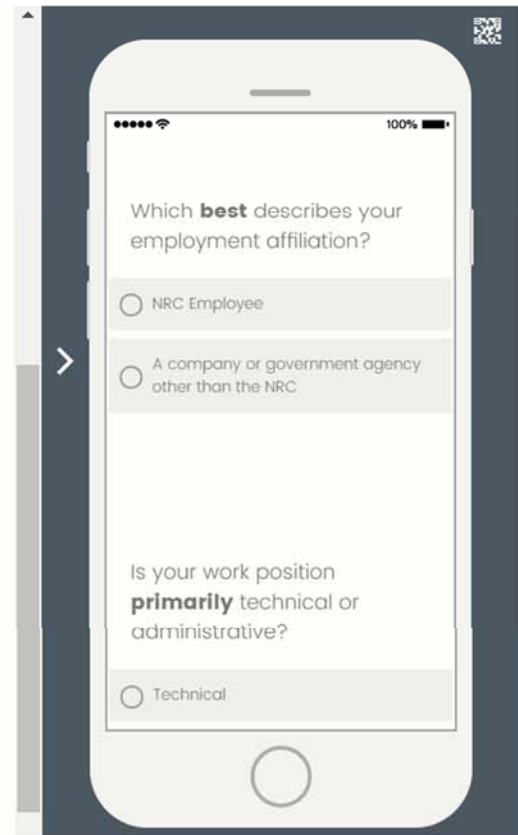 100%
Which best describes your
employment affiliation?
NRC Employee
A company or government agency
other than the NRC
Is your work position
primarily technical or
administrative?
Technical